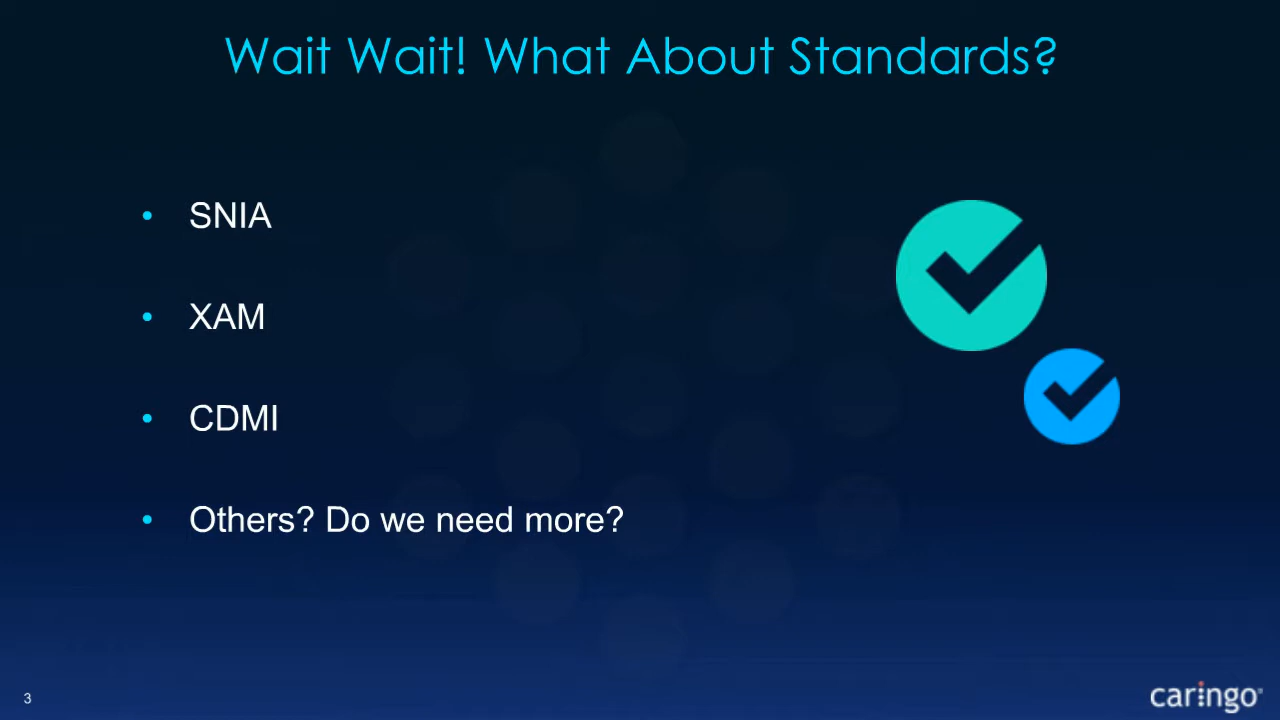 Wait Wait! What About Standards?
• SNIA
• XAM
• CDMI
• Others? Do we need more?
3
caringo®